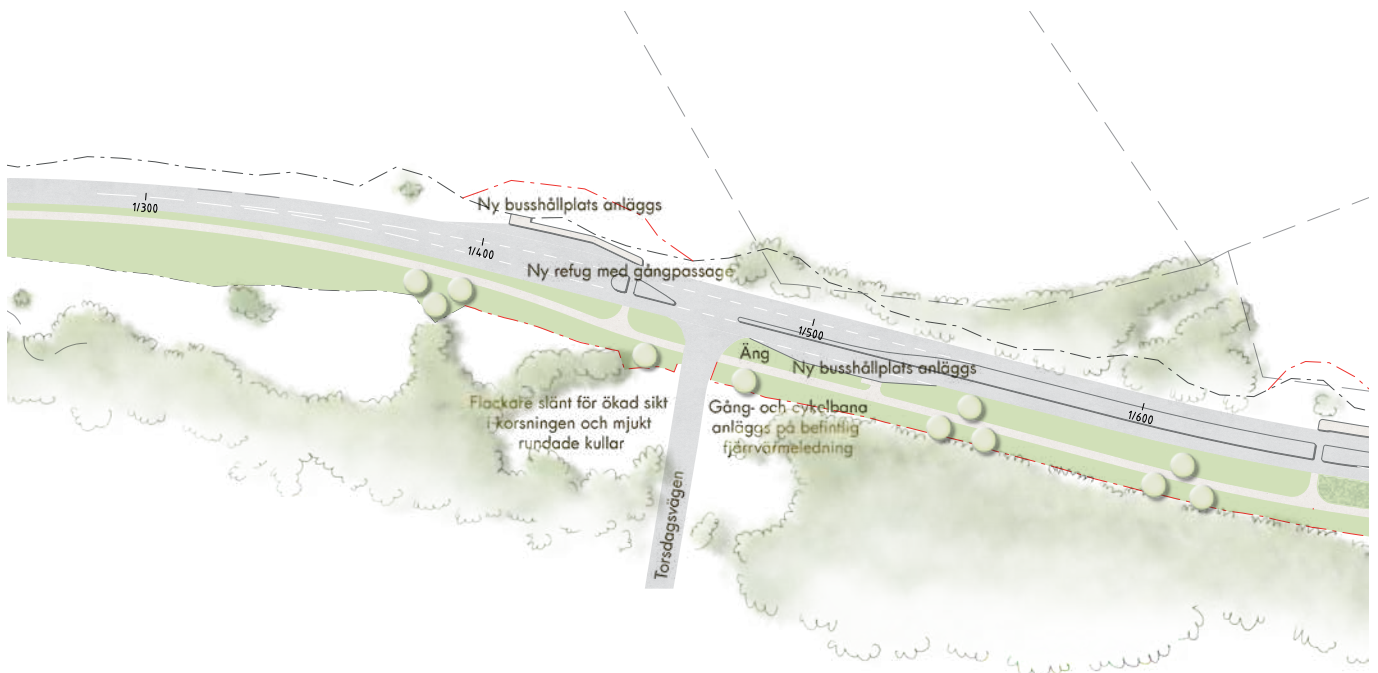 Ny busshållplats anläggs
1/300
1/400
Ny refug med gångpassage
1/500
Äng
Ny busshållplats anläggs
Flackare slänt för ökad sikt
i korsningen och mjukt
rundade kullar
Gång- och cykelbana
anläggs på befintlig
fjärrvärmeledning
1/600
Torsdagsvägen